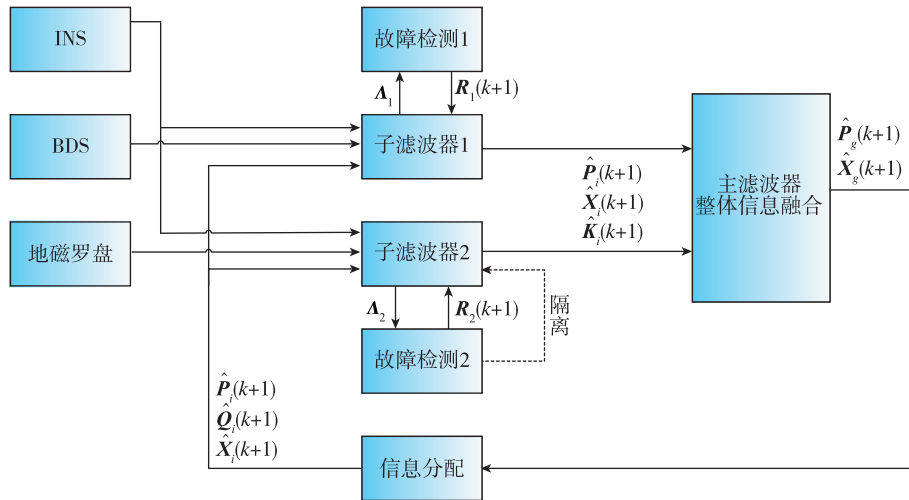 INS
故障检测1
Λ₁
R₁(k+1)
BDS
子滤波器1
P̂g(k+1)
X̂g(k+1)
主滤波器
整体信息融合
P̂i(k+1)
X̂i(k+1)
K̂i(k+1)
地磁罗盘
子滤波器2
Λ₂
R₂(k+1)
隔离
故障检测2
P̂i(k+1)
Q̂i(k+1)
X̂i(k+1)
信息分配